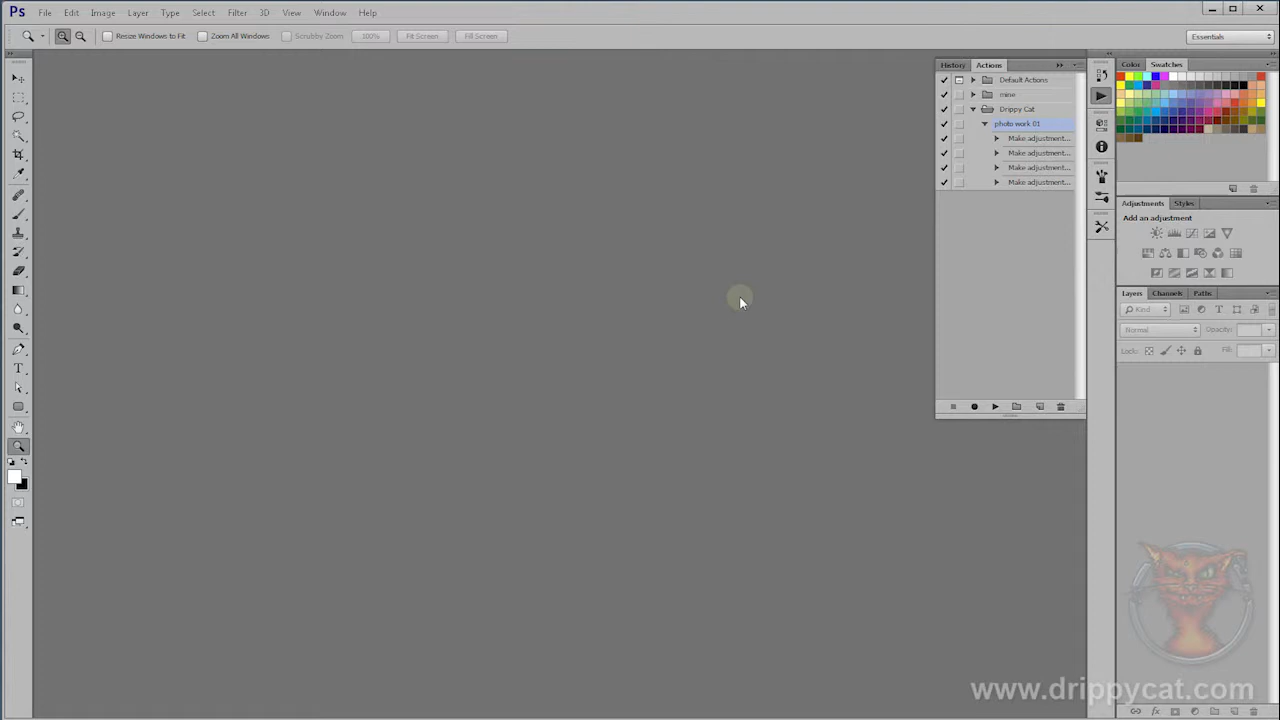 Ps File Edit Image Layer Type Select Filter 3D View Window Help
Resize Windows to Fit Zoom All Windows Scrubby Zoom 100% Fit Screen Fill Screen Essentials
History Actions
Default Actions
mine
Drippy Cat
photo work 01
Make adjustment...
Make adjustment...
Make adjustment...
Make adjustment...
Color Swatches
Adjustments Styles
Add an adjustment
Layers Channels Paths
Kind
Normal Opacity:
Lock: Fill:
www.drippycat.com